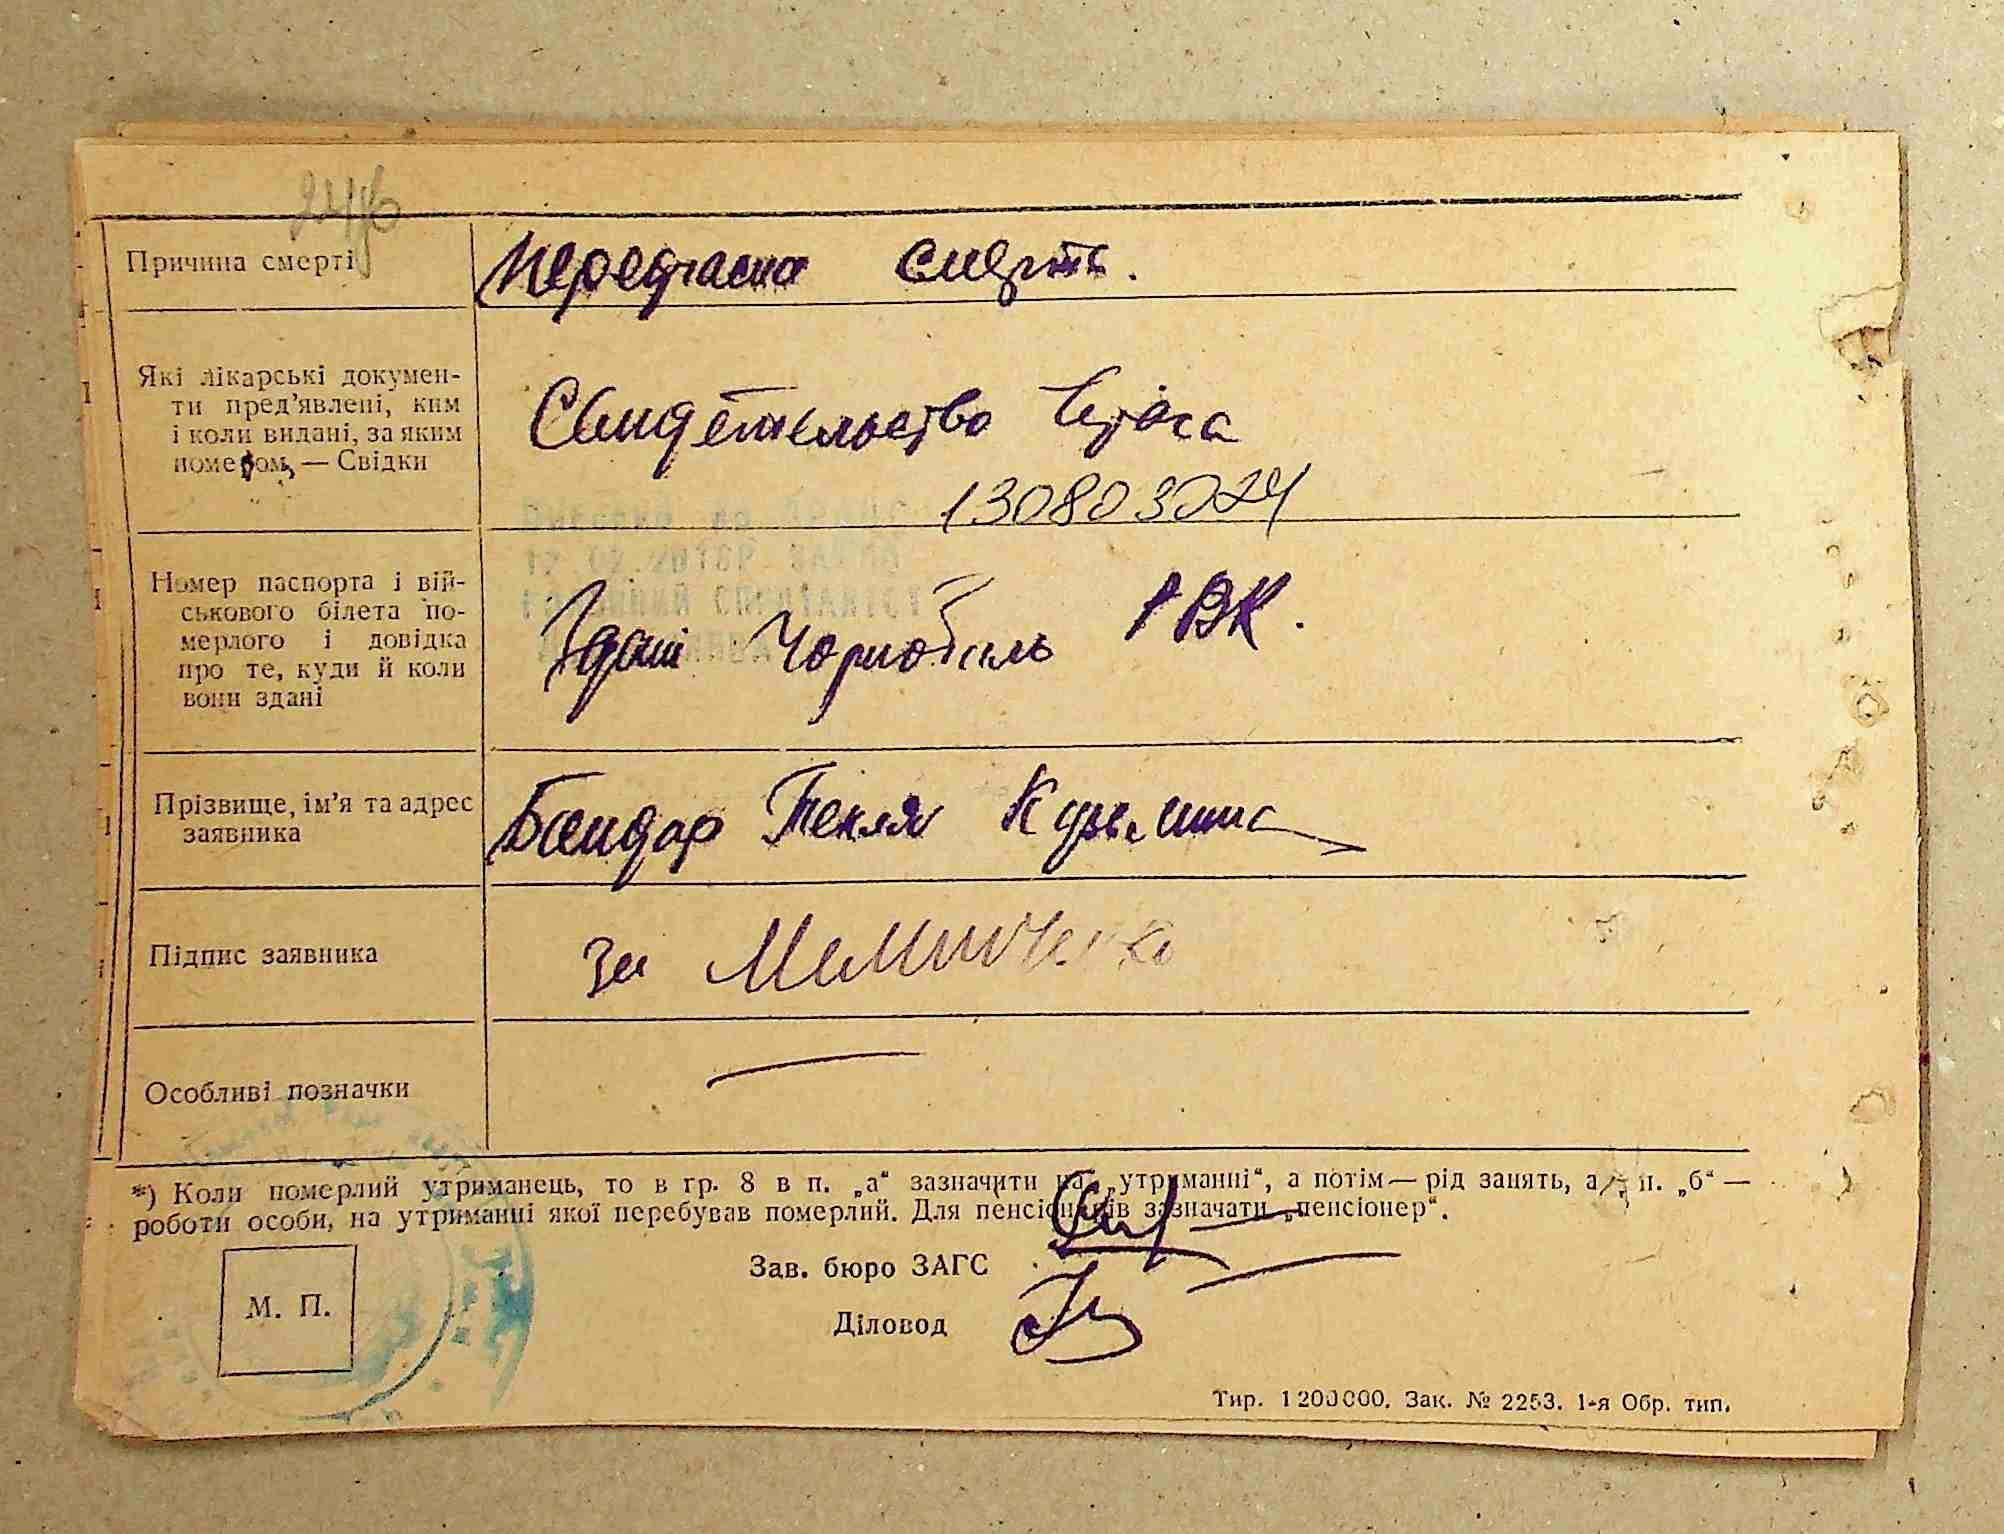 Причина смерті
Передчасна смерть.
Які лікарські докумен-
ти пред'явлені, ким
і коли видані, за яким
номером, — Свідки
Свидетельство
130803024
Номер паспорта і вій-
ськового білета по-
мерлого і довідка
про те, куди й коли
вони здані
Здані Чорнобиль РВК.
Прізвище, ім'я та адрес
заявника
Бондар Текля Кузьмина
Підпис заявника
за
Особливі позначки
*) Коли померлий утриманець, то в гр. 8 в п. „а“ зазначити на „утриманні“, а потім — рід занять, а п. „б“ —
роботи особи, на утриманні якої перебував померлий. Для пенсіонерів зазначати „пенсіонер“.
Зав. бюро ЗАГС
М. П.
Діловод
Тир. 1200000. Зак. № 2253. 1-я Обр. тип.